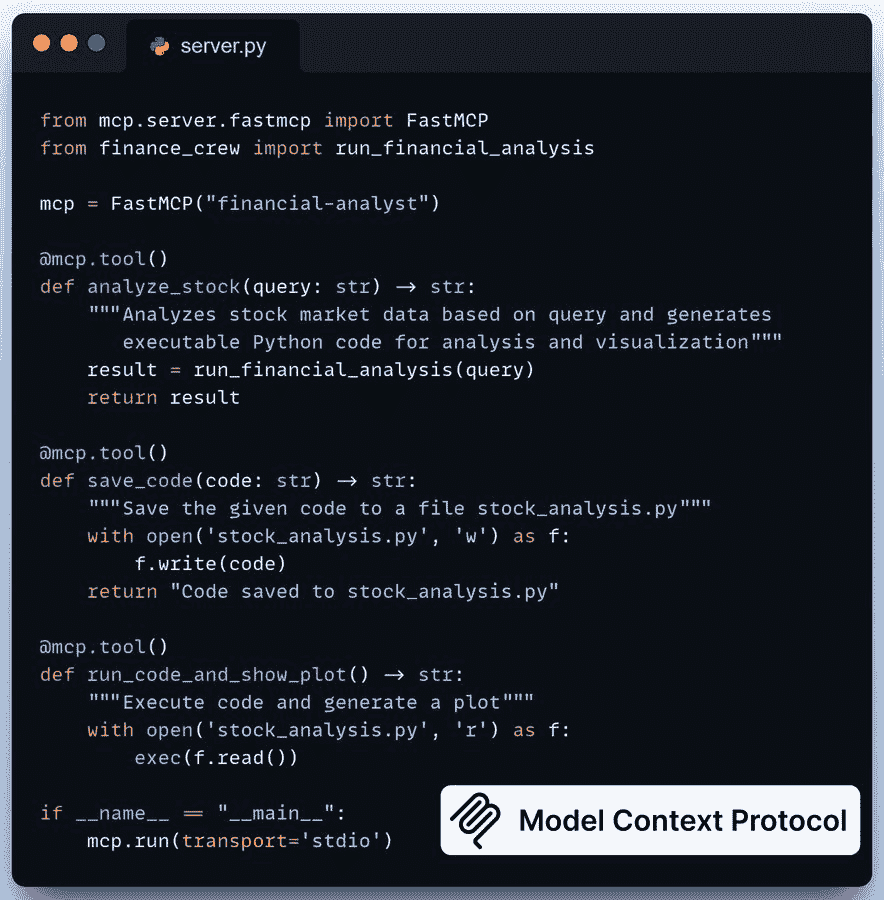 server.py
from mcp.server.fastmcp import FastMCP
from finance_crew import run_financial_analysis
mcp = FastMCP("financial-analyst")
@mcp.tool()
def analyze_stock(query: str) -> str:
    """Analyzes stock market data based on query and generates
       executable Python code for analysis and visualization"""
    result = run_financial_analysis(query)
    return result
@mcp.tool()
def save_code(code: str) -> str:
    """Save the given code to a file stock_analysis.py"""
    with open('stock_analysis.py', 'w') as f:
        f.write(code)
    return "Code saved to stock_analysis.py"
@mcp.tool()
def run_code_and_show_plot() -> str:
    """Execute code and generate a plot"""
    with open('stock_analysis.py', 'r') as f:
        exec(f.read())
if __name__ == "__main__":
    mcp.run(transport='stdio')
Model Context Protocol